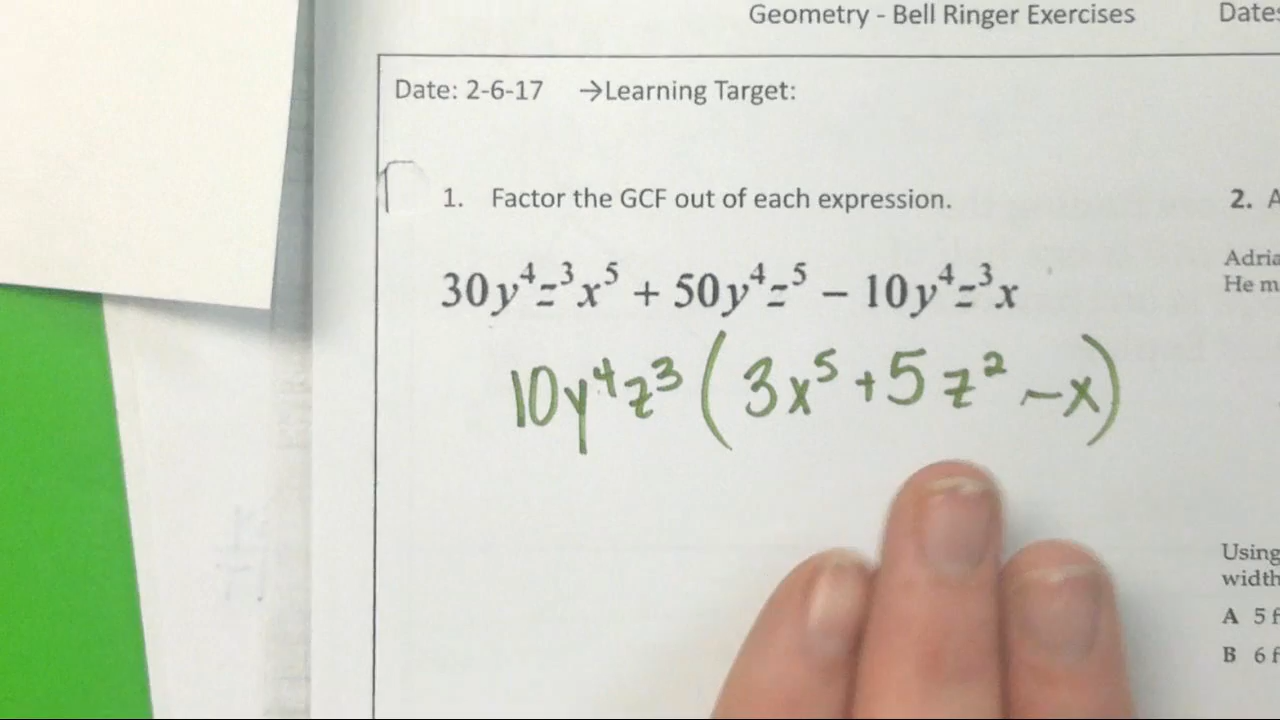 Geometry - Bell Ringer Exercises
Date: 2-6-17 →Learning Target:
1. Factor the GCF out of each expression.
30y⁴z³x⁵ + 50y⁴z⁵ − 10y⁴z³x
10y⁴z³(3x⁵+5z²−x)
2.
He
Using
width
A 5
B 6